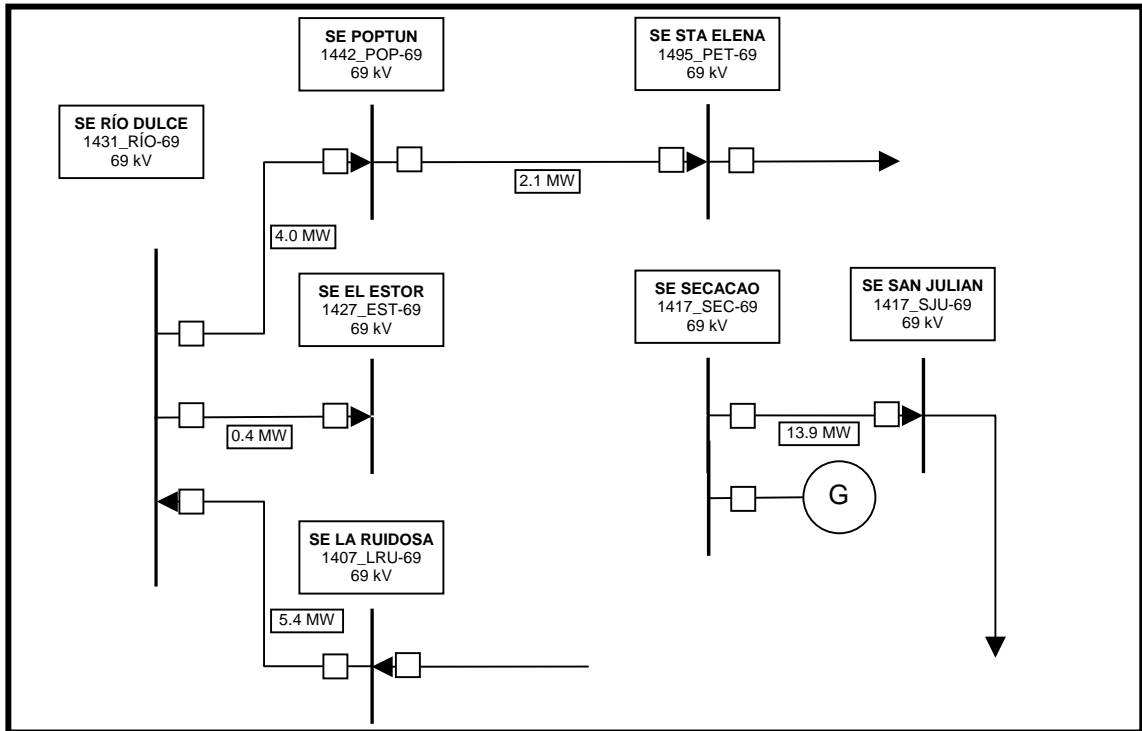 SE POPTUN
1442_POP-69
69 kV
SE STA ELENA
1495_PET-69
69 kV
SE RÍO DULCE
1431_RÍO-69
69 kV
2.1 MW
4.0 MW
SE EL ESTOR
1427_EST-69
69 kV
SE SECACAO
1417_SEC-69
69 kV
SE SAN JULIAN
1417_SJU-69
69 kV
0.4 MW
13.9 MW
G
SE LA RUIDOSA
1407_LRU-69
69 kV
5.4 MW